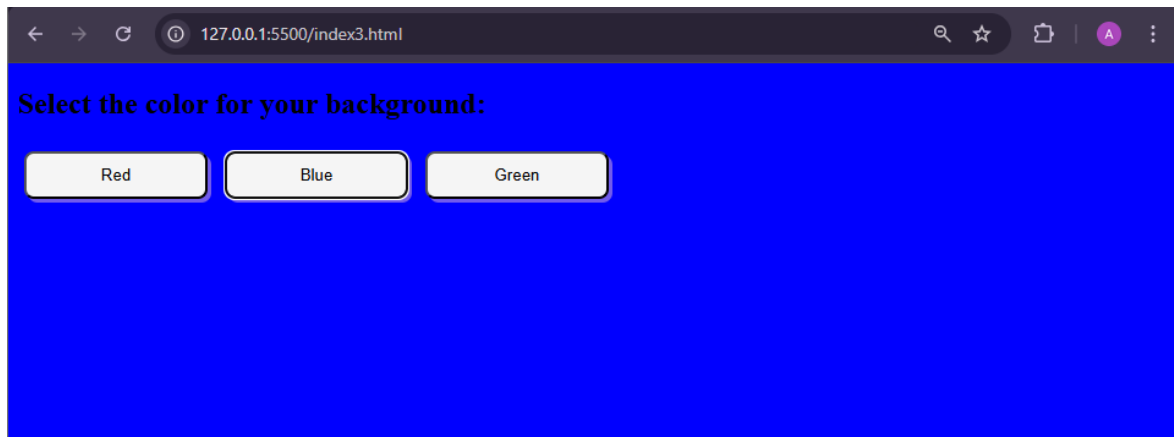 127.0.0.1:5500/index3.html
A
Select the color for your background:
Red Blue Green